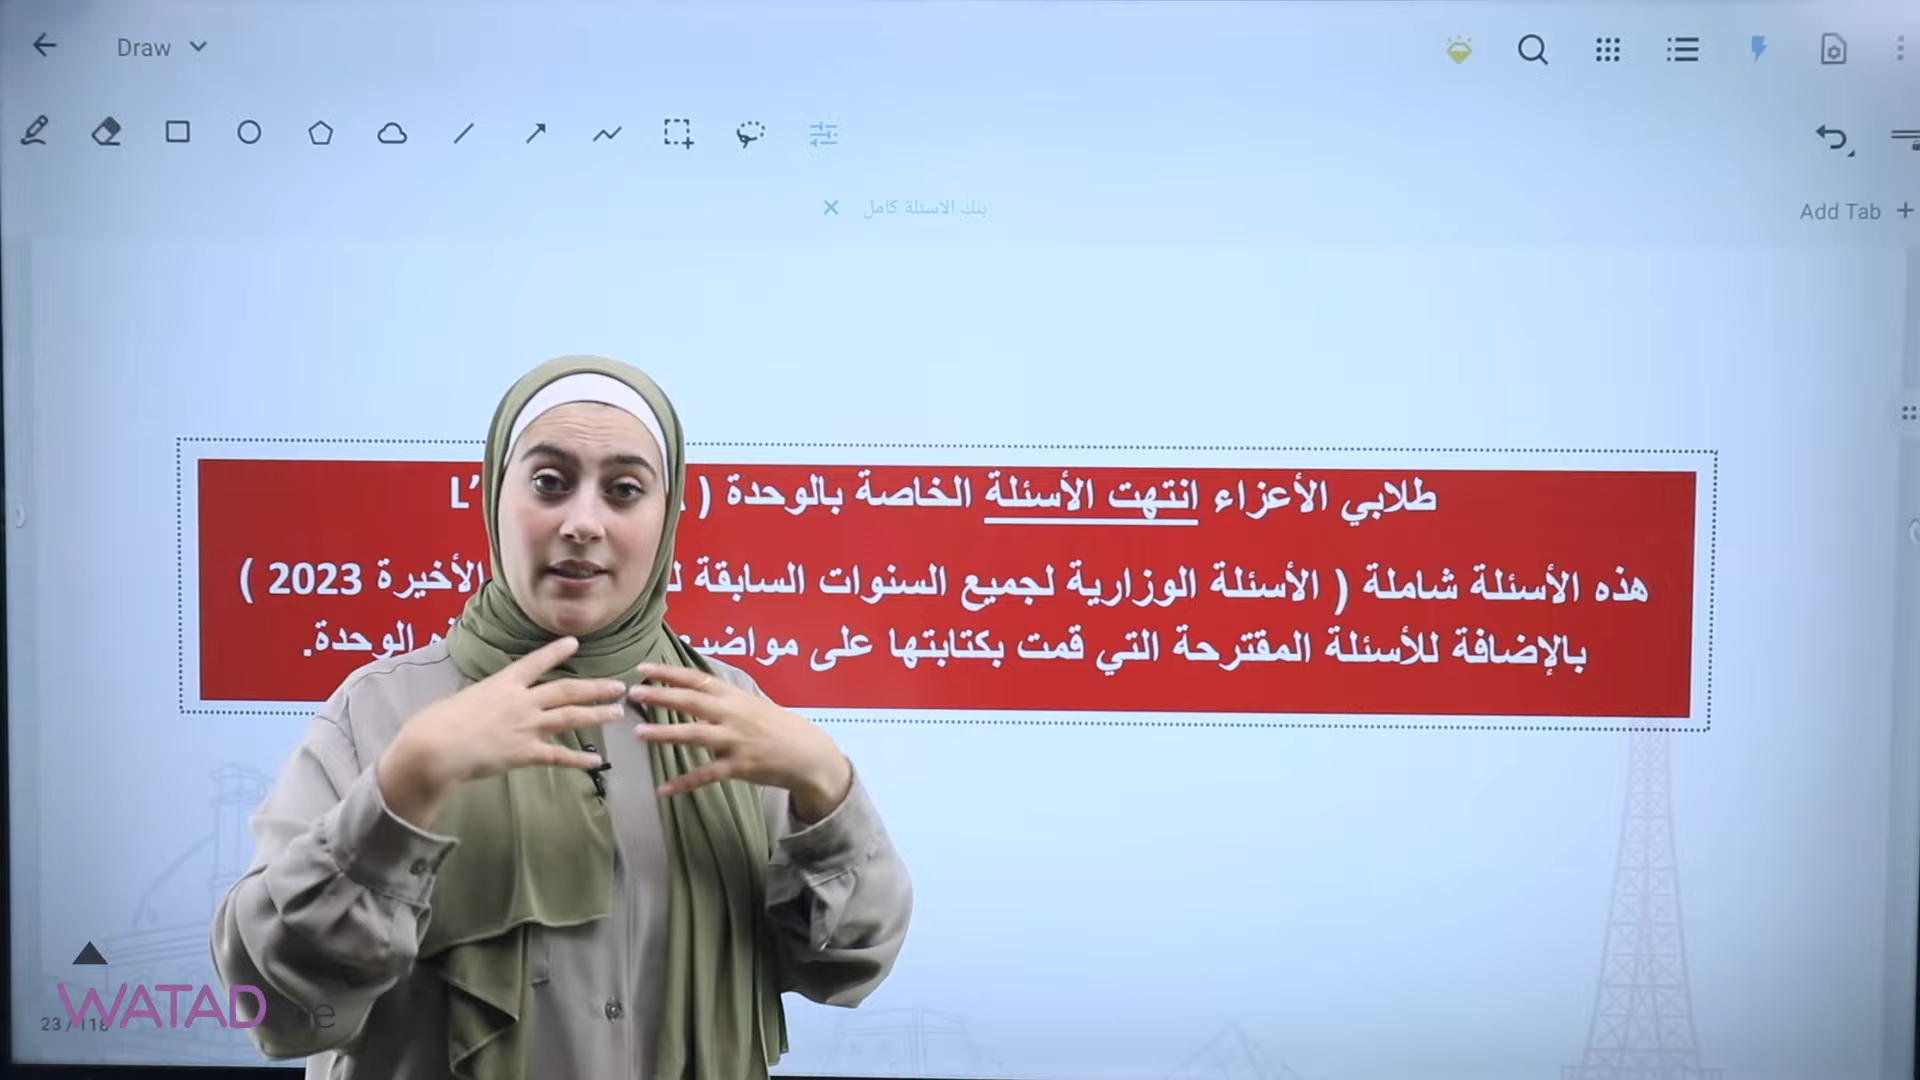 Draw
بنك الاسئلة كامل
Add Tab
طلابي الأعزاء انتهت الأسئلة الخاصة بالوحدة ( L’
هذه الأسئلة شاملة ( الأسئلة الوزارية لجميع السنوات السابقة الأخيرة 2023 )
بالإضافة للأسئلة المقترحة التي قمت بكتابتها على الوحدة.
WATAD
23 / 118